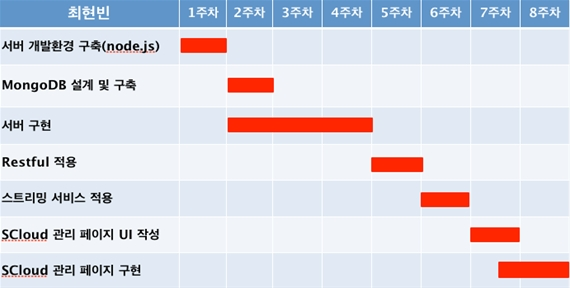 최현빈 1주차 2주차 3주차 4주차 5주차 6주차 7주차 8주차
서버 개발환경 구축(node.js)
MongoDB 설계 및 구축
서버 구현
Restful 적용
스트리밍 서비스 적용
SCloud 관리 페이지 UI 작성
SCloud 관리 페이지 구현